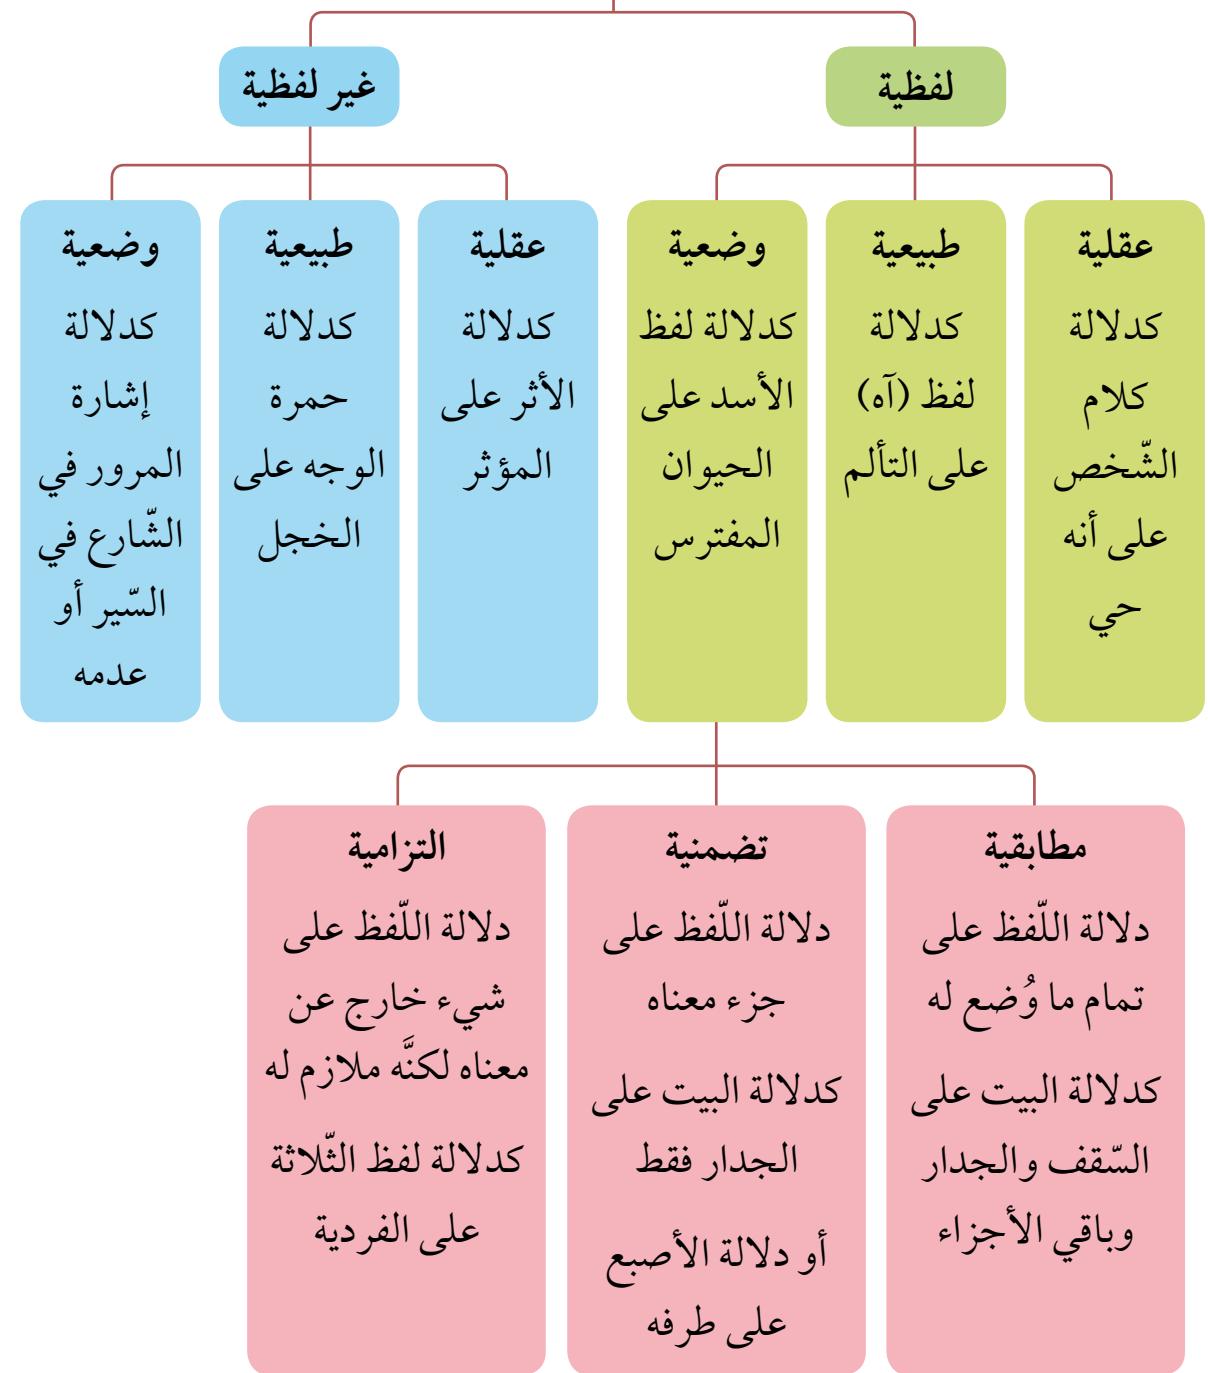 لفظية
غير لفظية
عقلية
كدلالة
كلام
الشّخص
على أنه
حي
طبيعية
كدلالة
لفظ (آه)
على التألم
وضعية
كدلالة لفظ
الأسد على
الحيوان
المفترس
عقلية
كدلالة
الأثر على
المؤثر
طبيعية
كدلالة
حمرة
الوجه على
الخجل
وضعية
كدلالة
إشارة
المرور في
الشّارع في
السّير أو
عدمه
مطابقية
دلالة اللّفظ على
تمام ما وُضع له
كدلالة البيت على
السّقف والجدار
وباقي الأجزاء
تضمنية
دلالة اللّفظ على
جزء معناه
كدلالة البيت على
الجدار فقط
أو دلالة الأصبع
على طرفه
التزامية
دلالة اللّفظ على
شيء خارج عن
معناه لكنَّه ملازم له
كدلالة لفظ الثّلاثة
على الفردية